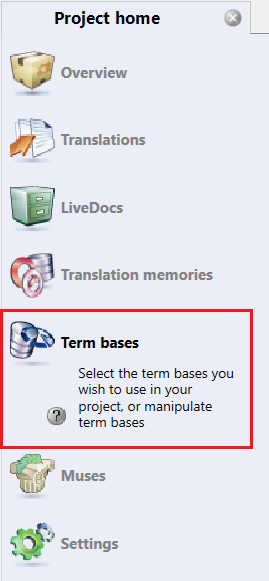 Project home
Overview
Translations
LiveDocs
Translation memories
Term bases
Select the term bases you
wish to use in your
project, or manipulate
term bases
?
Muses
Settings